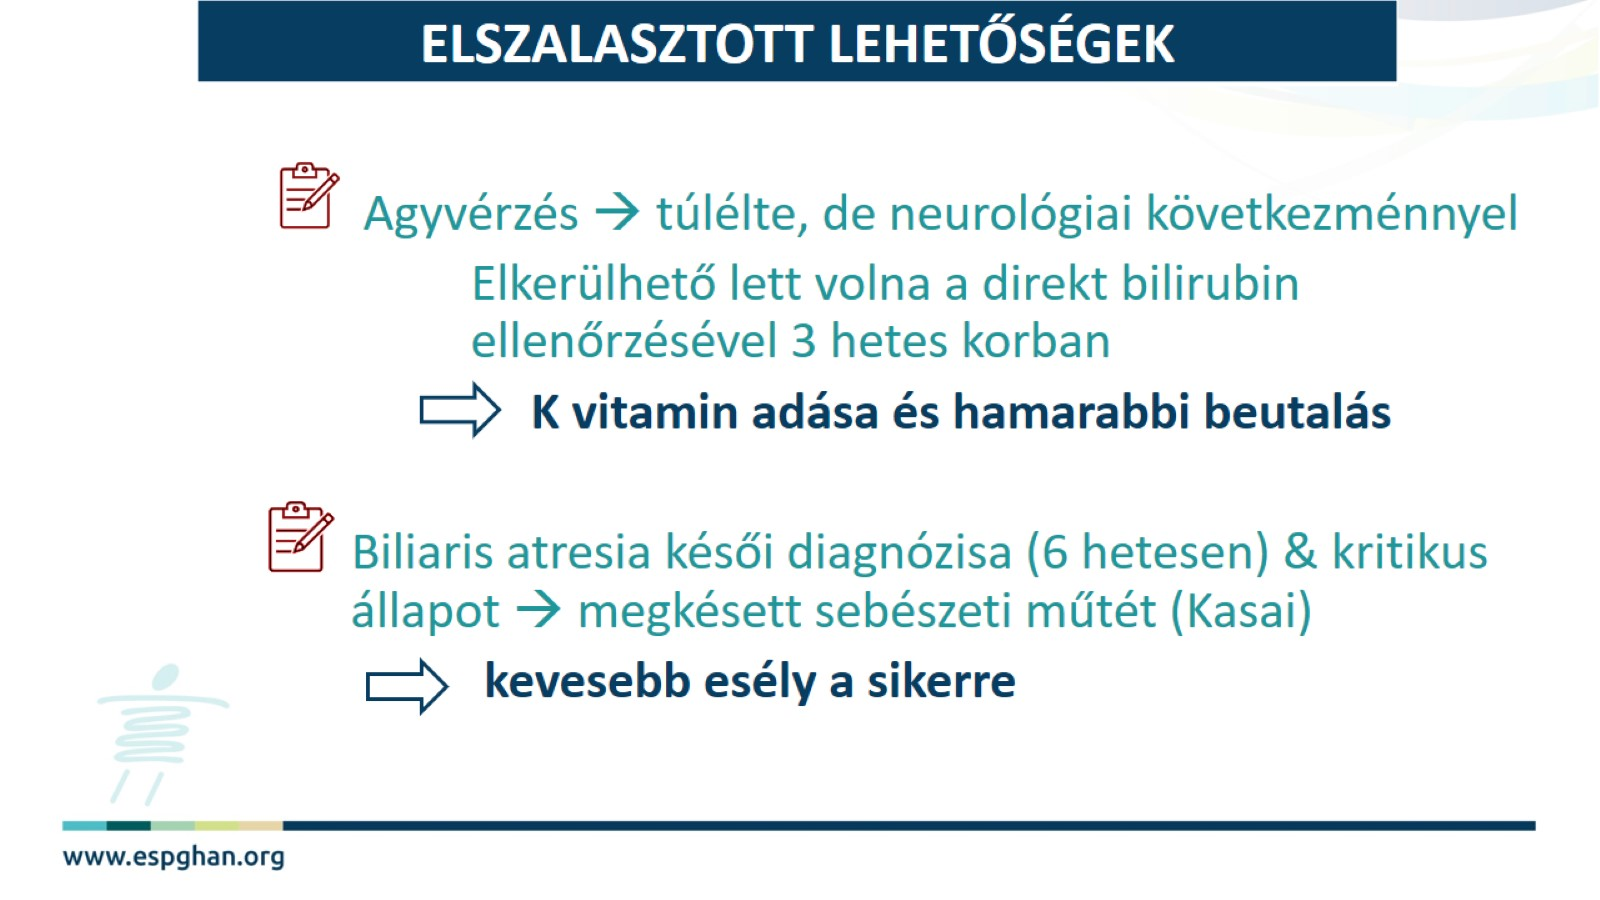 ELSZALASZTOTT LEHETŐSÉGEK
Agyvérzés → túlélte, de neurológiai következménnyel
Elkerülhető lett volna a direkt bilirubin
ellenőrzésével 3 hetes korban
K vitamin adása és hamarabbi beutalás
Biliaris atresia késői diagnózisa (6 hetesen) & kritikus
állapot → megkésett sebészeti műtét (Kasai)
kevesebb esély a sikerre
www.espghan.org